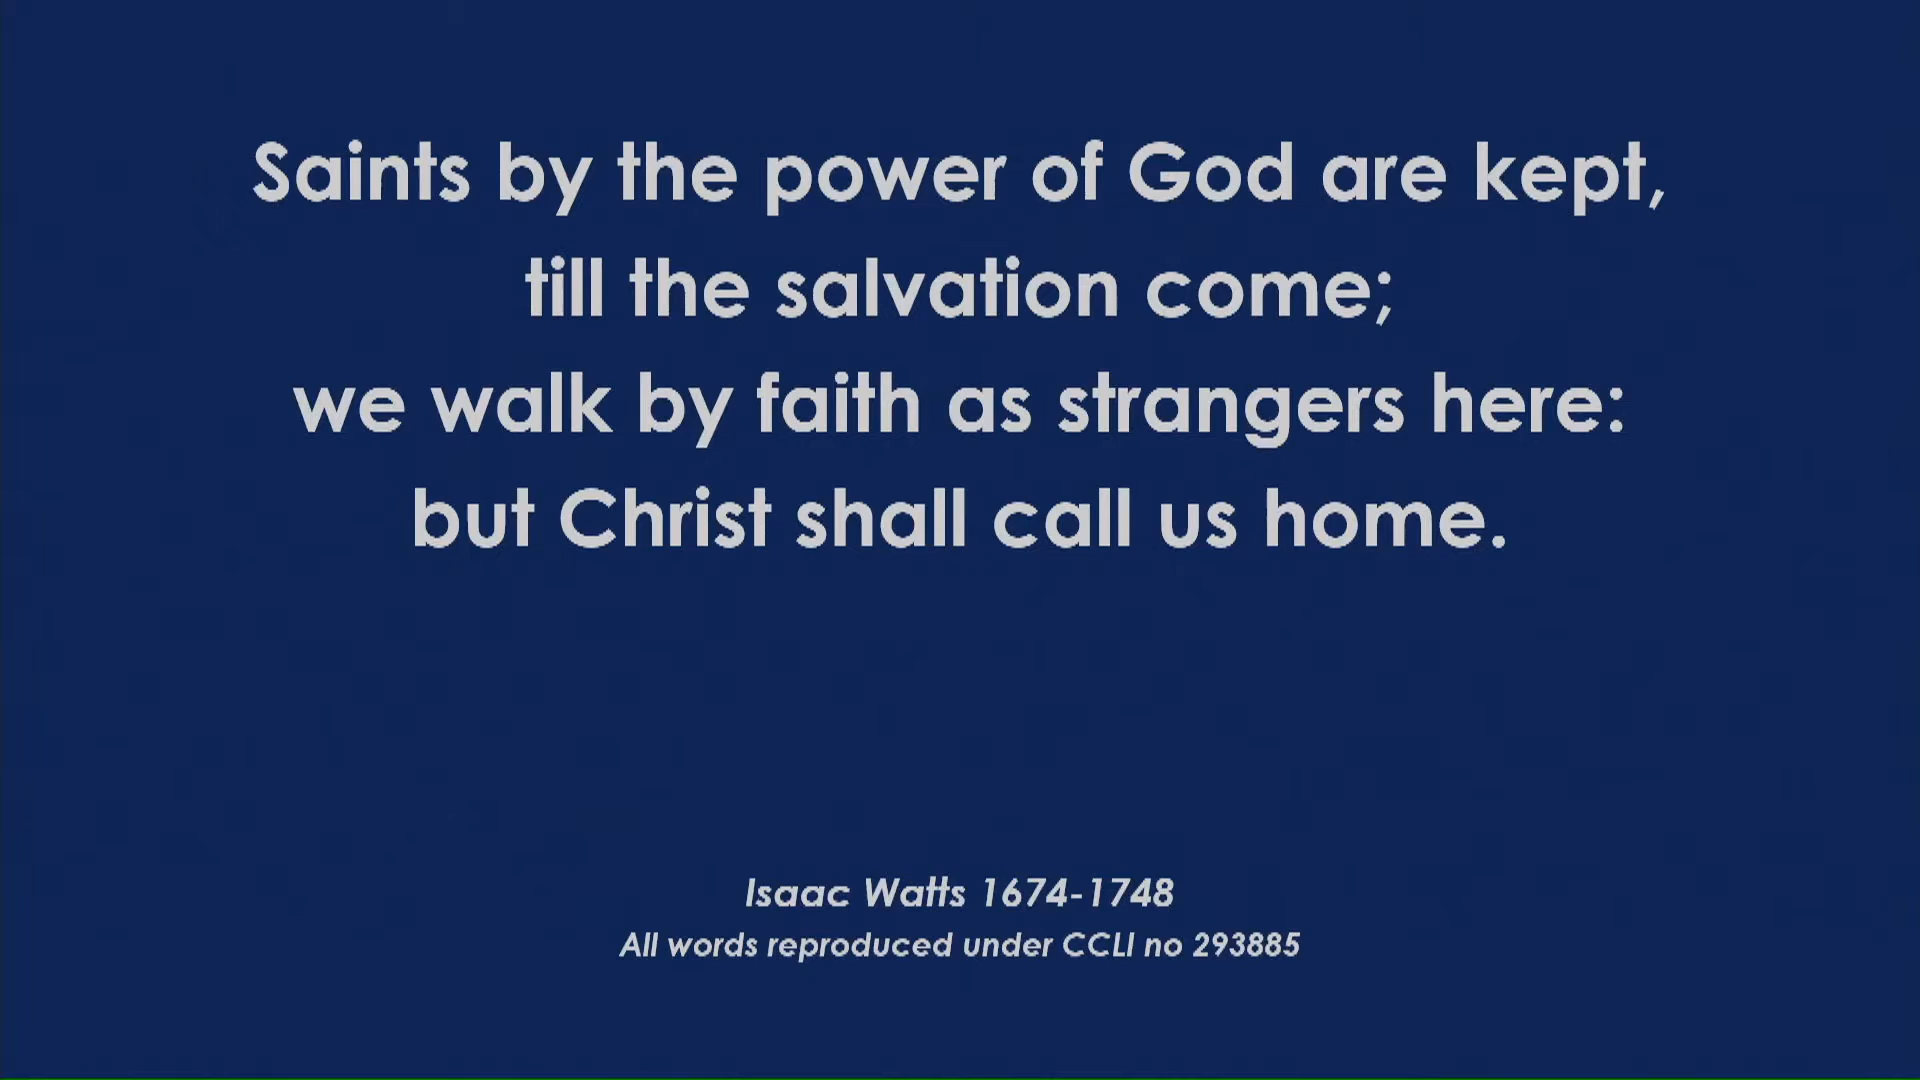 Saints by the power of God are kept,
till the salvation come;
we walk by faith as strangers here:
but Christ shall call us home.
Isaac Watts 1674-1748
All words reproduced under CCLI no 293885